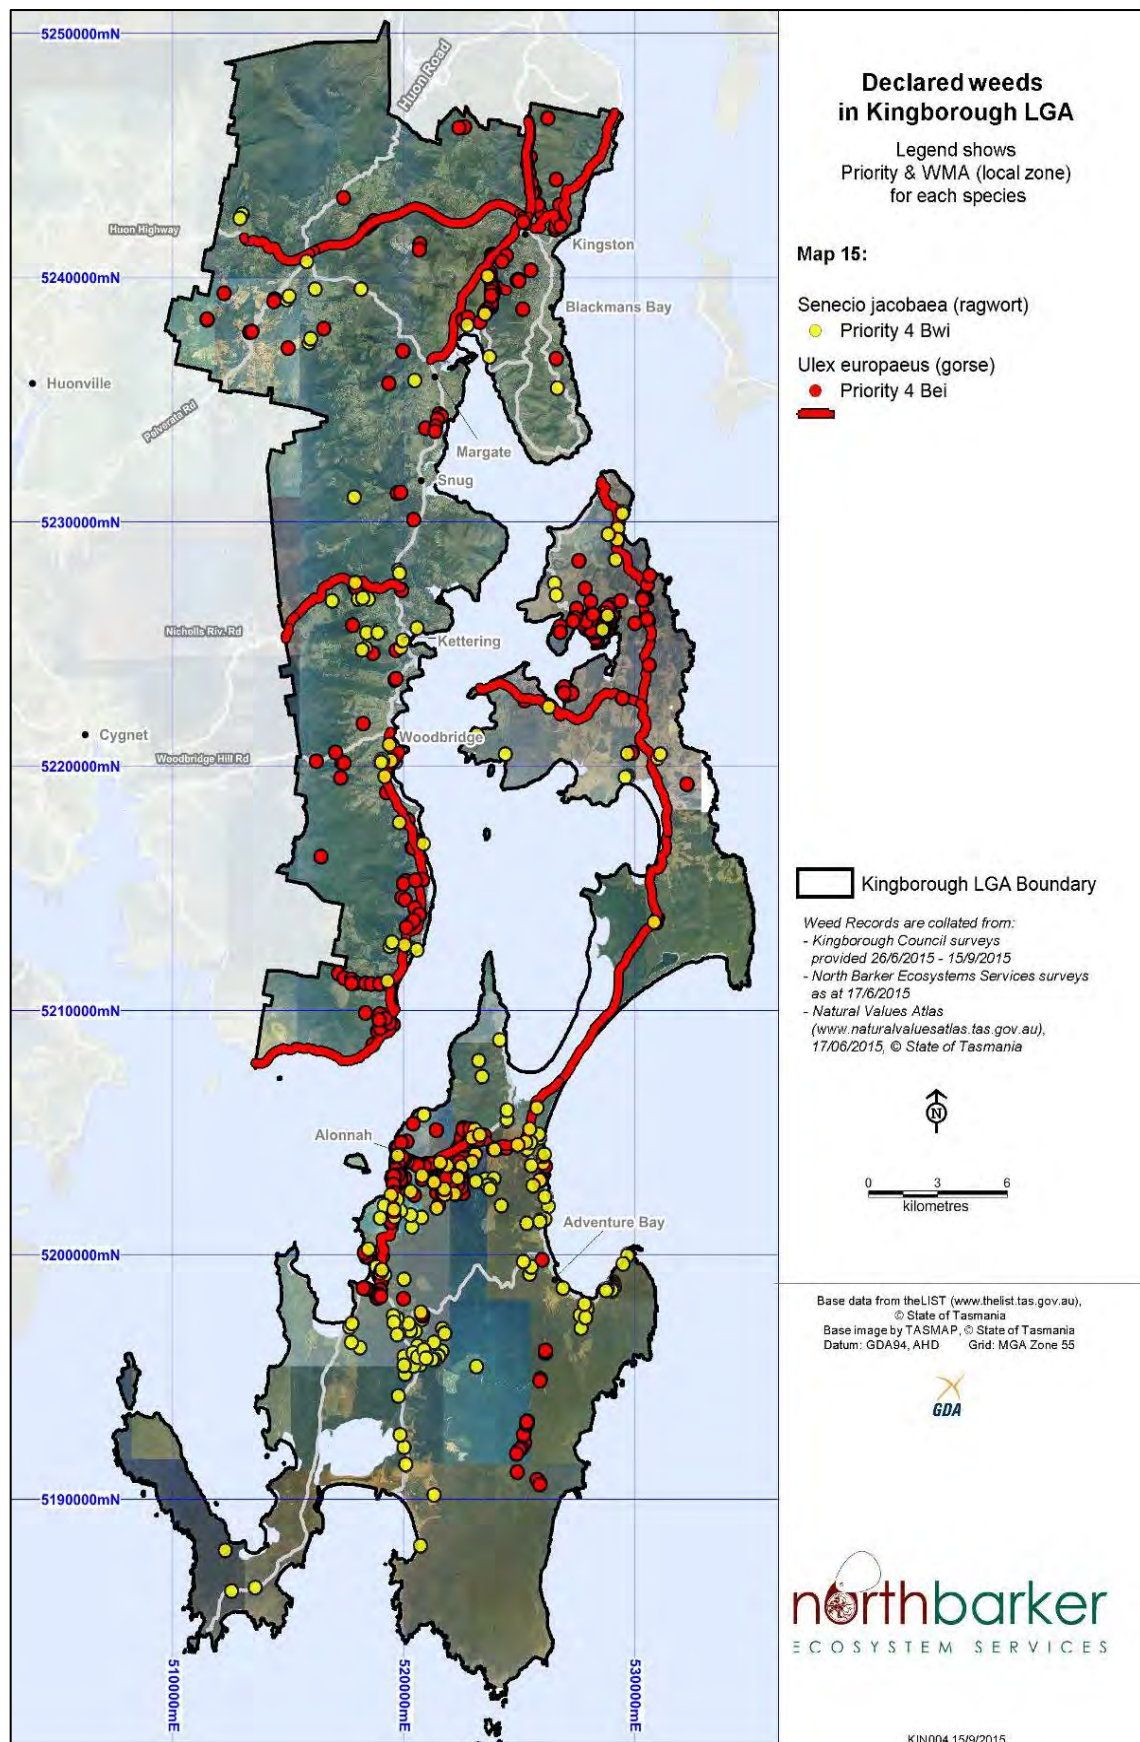 5250000mN
Huon Road
Huon Highway
Kingston
5240000mN
Blackmans Bay
Huonville
Pelverata Rd
Margate
Snug
5230000mN
Nicholls Riv. Rd
Kettering
Cygnet
Woodbridge
Woodbridge Hill Rd
5220000mN
5210000mN
Alonnah
Adventure Bay
5200000mN
5190000mN
510000mE
520000mE
530000mE
Declared weeds
in Kingborough LGA
Legend shows
Priority & WMA (local zone)
for each species
Map 15:
Senecio jacobaea (ragwort)
Priority 4 Bwi
Ulex europaeus (gorse)
Priority 4 Bei
Kingborough LGA Boundary
Weed Records are collated from:
- Kingborough Council surveys
provided 26/6/2015 - 15/9/2015
- North Barker Ecosystems Services surveys
as at 17/6/2015
- Natural Values Atlas
(www.naturalvaluesatlas.tas.gov.au),
17/06/2015, © State of Tasmania
N
0 3 6
kilometres
Base data from theLIST (www.thelist.tas.gov.au),
© State of Tasmania
Base image by TASMAP, © State of Tasmania
Datum: GDA94, AHD Grid: MGA Zone 55
GDA
northbarker
ECOSYSTEM SERVICES
KIN004 15/9/2015